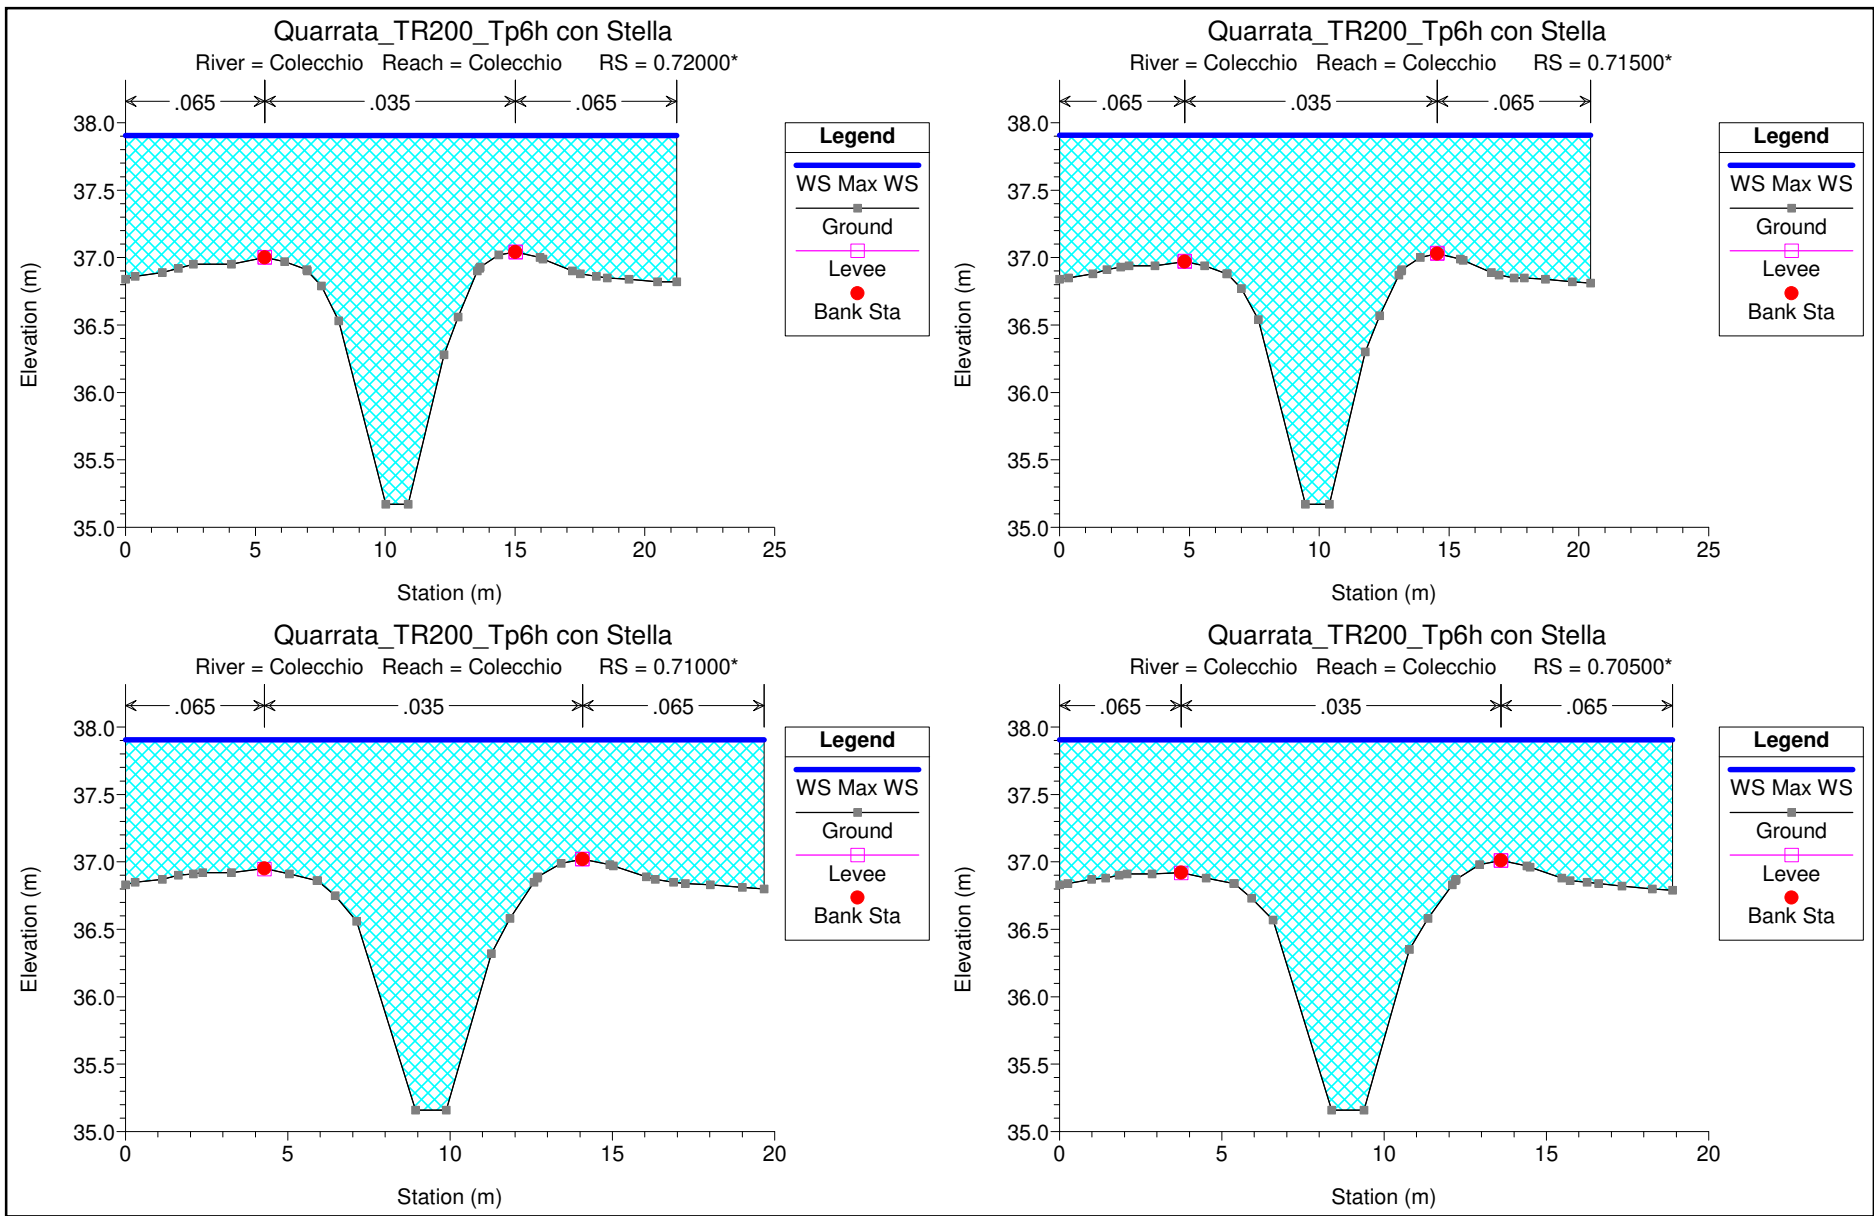 Quarrata_TR200_Tp6h con Stella
River = Colecchio Reach = Colecchio RS = 0.72000*
.065 .035 .065
38.0
37.5
37.0
36.5
36.0
35.5
35.0
0 5 10 15 20 25
Elevation (m)
Station (m)
Legend
WS Max WS
Ground
Levee
Bank Sta
Quarrata_TR200_Tp6h con Stella
River = Colecchio Reach = Colecchio RS = 0.71500*
.065 .035 .065
38.0
37.5
37.0
36.5
36.0
35.5
35.0
0 5 10 15 20 25
Elevation (m)
Station (m)
Legend
WS Max WS
Ground
Levee
Bank Sta
Quarrata_TR200_Tp6h con Stella
River = Colecchio Reach = Colecchio RS = 0.71000*
.065 .035 .065
38.0
37.5
37.0
36.5
36.0
35.5
35.0
0 5 10 15 20
Elevation (m)
Station (m)
Legend
WS Max WS
Ground
Levee
Bank Sta
Quarrata_TR200_Tp6h con Stella
River = Colecchio Reach = Colecchio RS = 0.70500*
.065 .035 .065
38.0
37.5
37.0
36.5
36.0
35.5
35.0
0 5 10 15 20
Elevation (m)
Station (m)
Legend
WS Max WS
Ground
Levee
Bank Sta